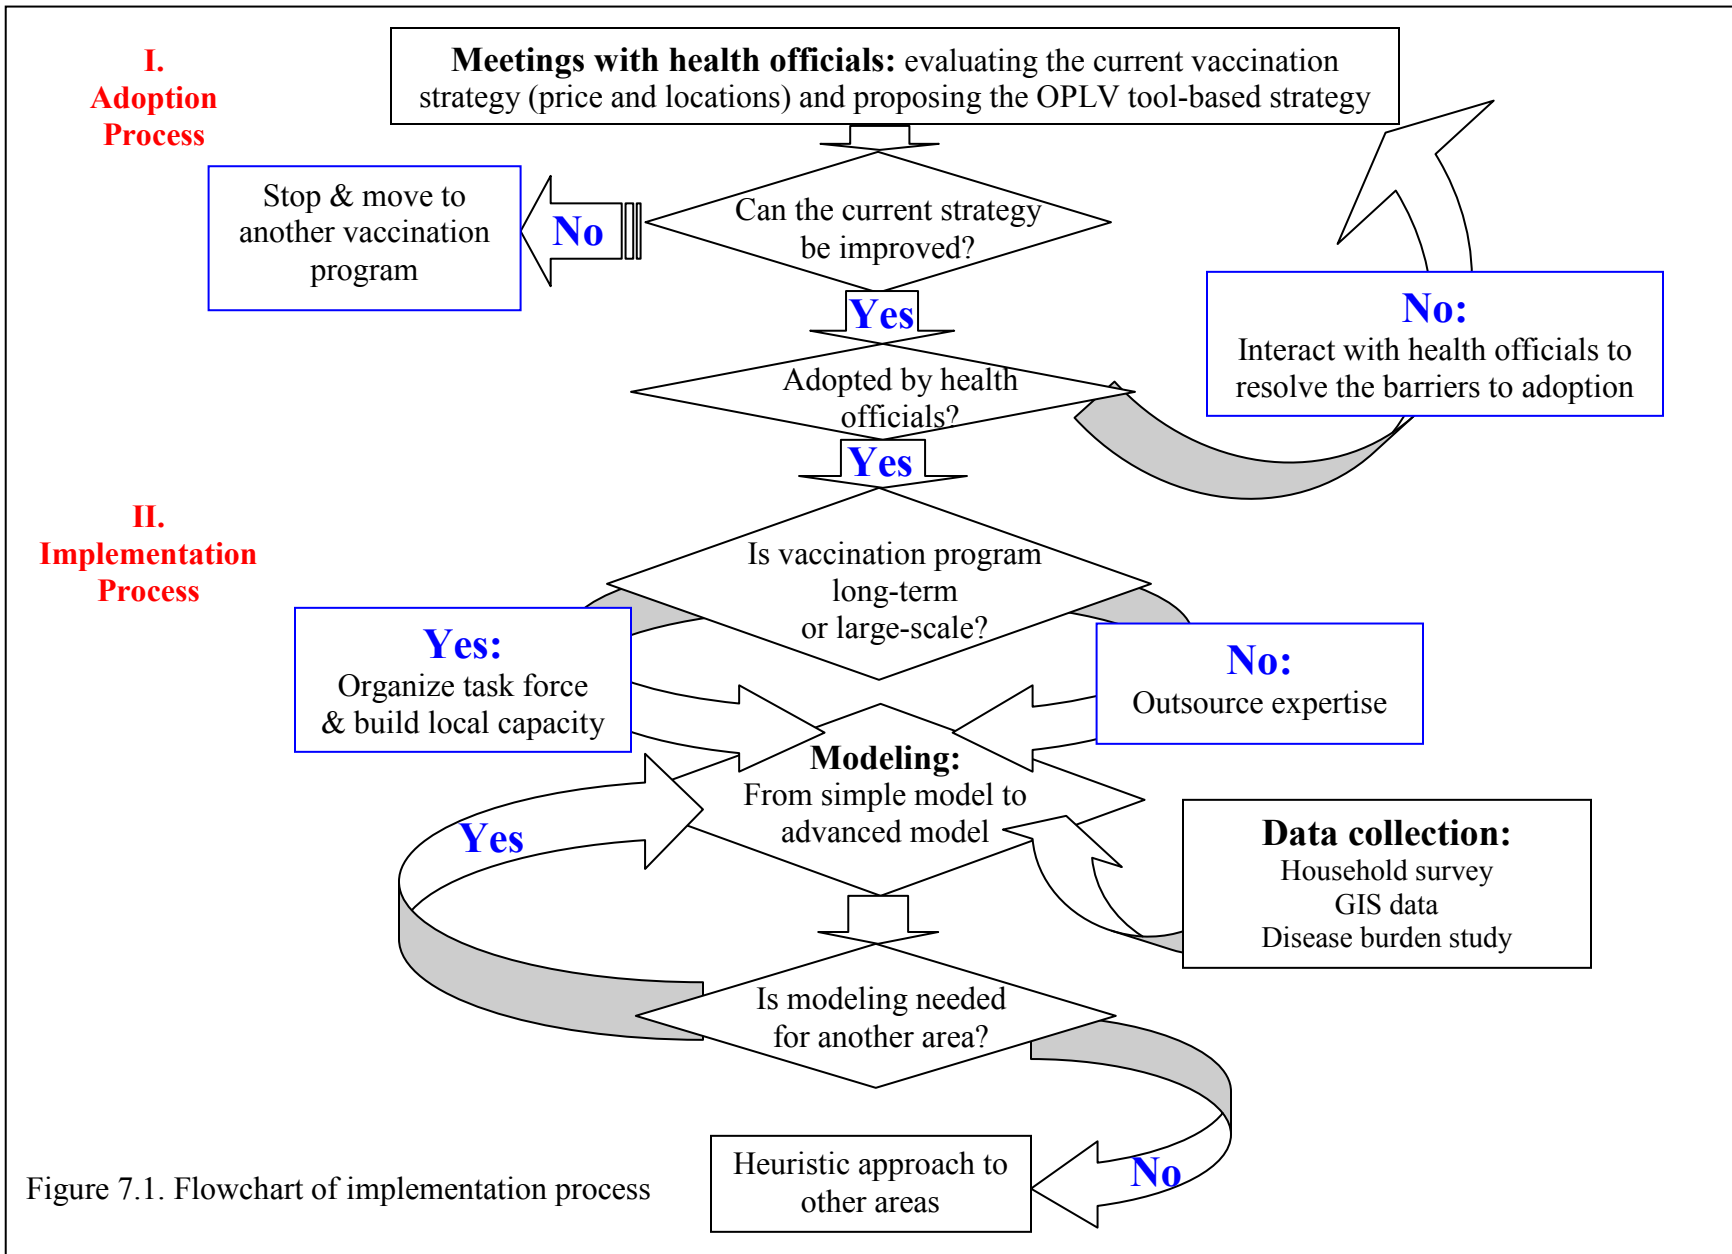 I.
Adoption
Process
Meetings with health officials: evaluating the current vaccination
strategy (price and locations) and proposing the OPLV tool-based strategy
Stop & move to
another vaccination
program
No
Can the current strategy
be improved?
Yes
No:
Interact with health officials to
resolve the barriers to adoption
Adopted by health
officials?
Yes
II.
Implementation
Process
Is vaccination program
long-term
or large-scale?
Yes:
Organize task force
& build local capacity
No:
Outsource expertise
Modeling:
From simple model to
advanced model
Yes
Data collection:
Household survey
GIS data
Disease burden study
Is modeling needed
for another area?
No
Heuristic approach to
other areas
Figure 7.1. Flowchart of implementation process